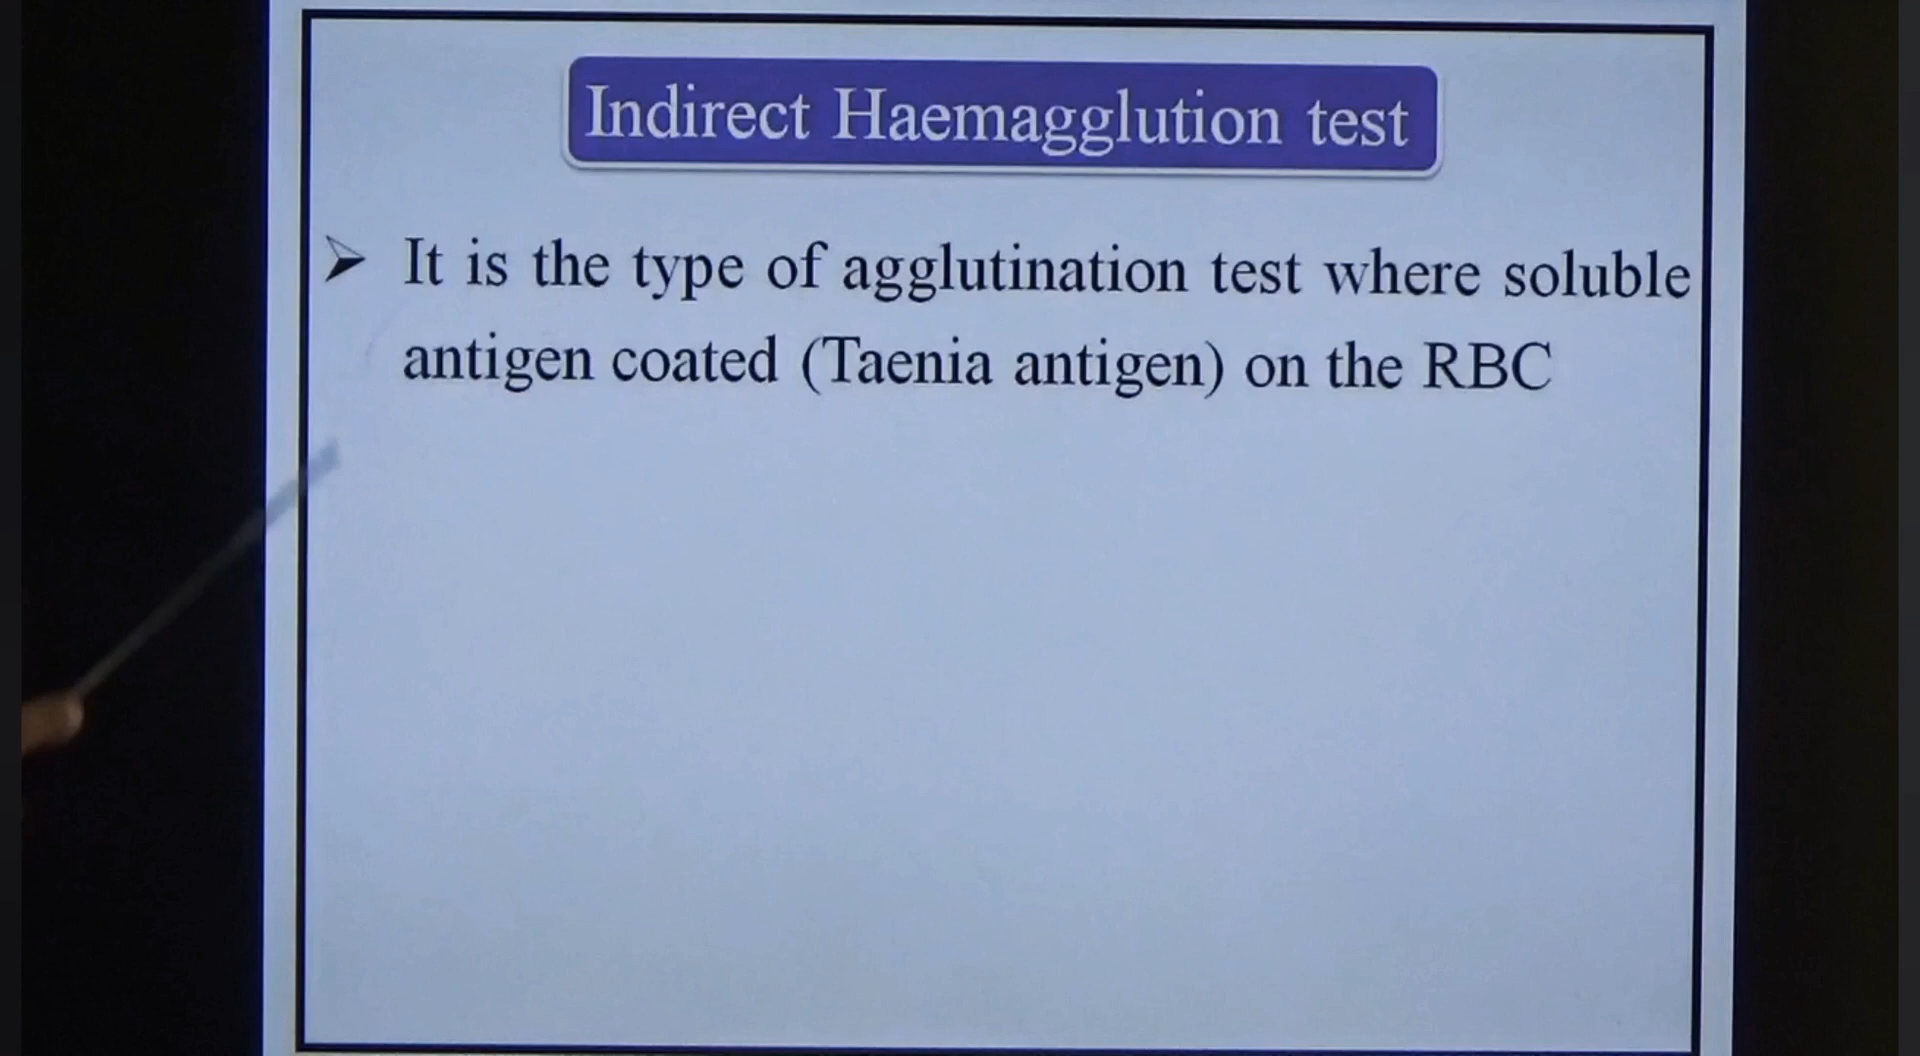 Indirect Haemagglution test
It is the type of agglutination test where soluble
antigen coated (Taenia antigen) on the RBC